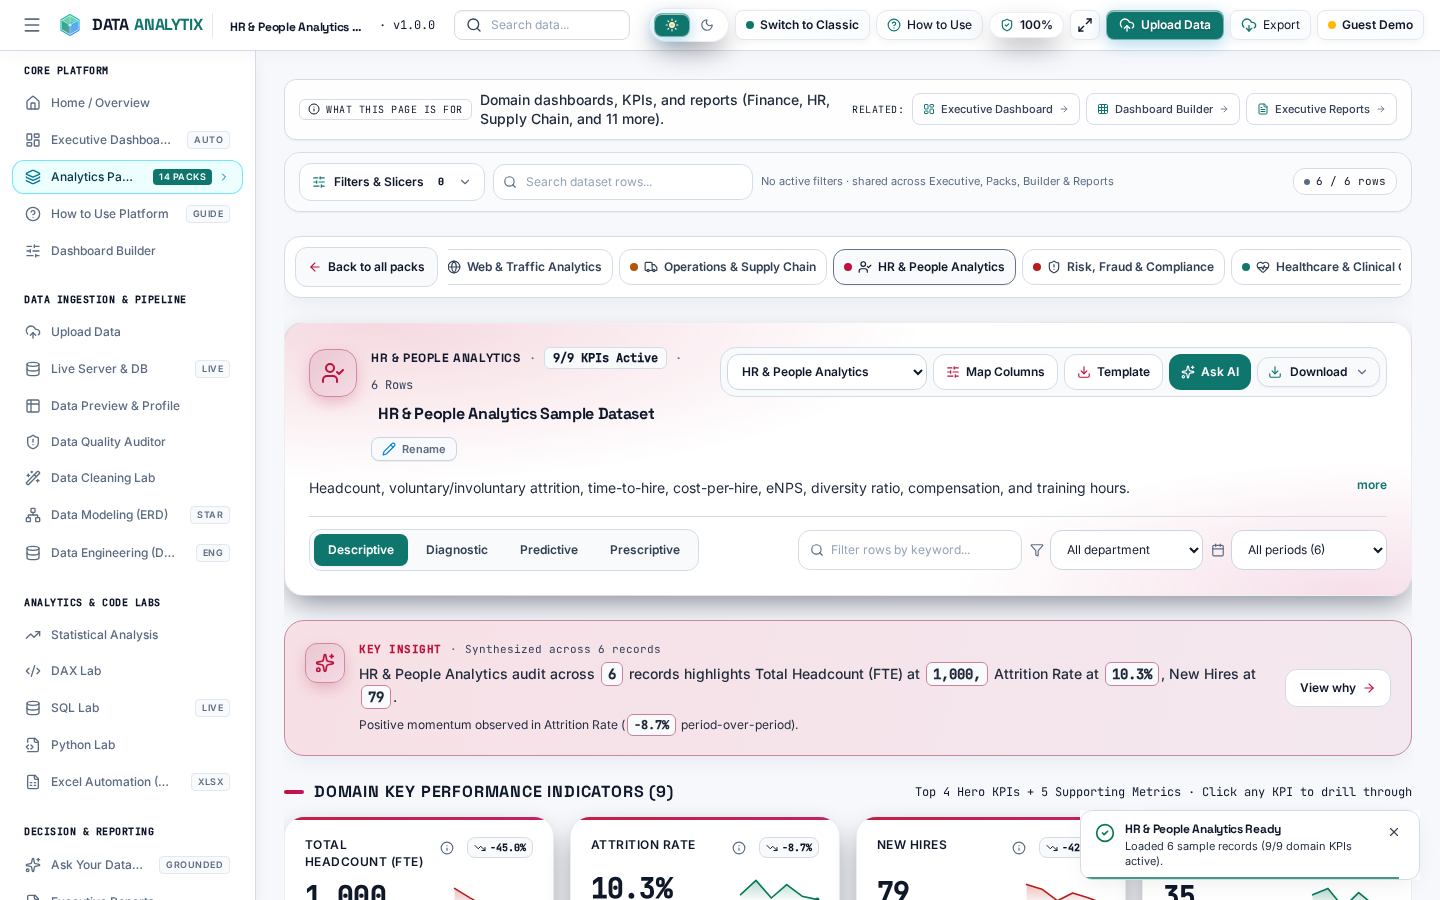 DATA ANALYTIX
HR & People Analytics ...
· v1.0.0
Search data...
Switch to Classic
How to Use
100%
Upload Data
Export
Guest Demo
CORE PLATFORM
Home / Overview
Executive Dashboa... AUTO
Analytics Pa... 14 PACKS
How to Use Platform GUIDE
Dashboard Builder
DATA INGESTION & PIPELINE
Upload Data
Live Server & DB LIVE
Data Preview & Profile
Data Quality Auditor
Data Cleaning Lab
Data Modeling (ERD) STAR
Data Engineering (D... ENG
ANALYTICS & CODE LABS
Statistical Analysis
DAX Lab
SQL Lab LIVE
Python Lab
Excel Automation (... XLSX
DECISION & REPORTING
Ask Your Data... GROUNDED
Executive Reports
WHAT THIS PAGE IS FOR
Domain dashboards, KPIs, and reports (Finance, HR,
Supply Chain, and 11 more).
RELATED:
Executive Dashboard →
Dashboard Builder →
Executive Reports →
Filters & Slicers 0
Search dataset rows...
No active filters · shared across Executive, Packs, Builder & Reports
6 / 6 rows
← Back to all packs
Web & Traffic Analytics
Operations & Supply Chain
HR & People Analytics
Risk, Fraud & Compliance
Healthcare & Clinical
HR & PEOPLE ANALYTICS · 9/9 KPIs Active ·
6 Rows
HR & People Analytics Sample Dataset
Rename
HR & People Analytics
Map Columns
Template
Ask AI
Download
Headcount, voluntary/involuntary attrition, time-to-hire, cost-per-hire, eNPS, diversity ratio, compensation, and training hours.
more
Descriptive
Diagnostic
Predictive
Prescriptive
Filter rows by keyword...
All department
All periods (6)
KEY INSIGHT · Synthesized across 6 records
HR & People Analytics audit across 6 records highlights Total Headcount (FTE) at 1,000, Attrition Rate at 10.3% , New Hires at
79 .
Positive momentum observed in Attrition Rate ( -8.7% period-over-period).
View why →
DOMAIN KEY PERFORMANCE INDICATORS (9)
Top 4 Hero KPIs + 5 Supporting Metrics · Click any KPI to drill through
TOTAL
HEADCOUNT (FTE)
-45.0%
1,000
ATTRITION RATE
-8.7%
10.3%
NEW HIRES
79
35
HR & People Analytics Ready
Loaded 6 sample records (9/9 domain KPIs
active).